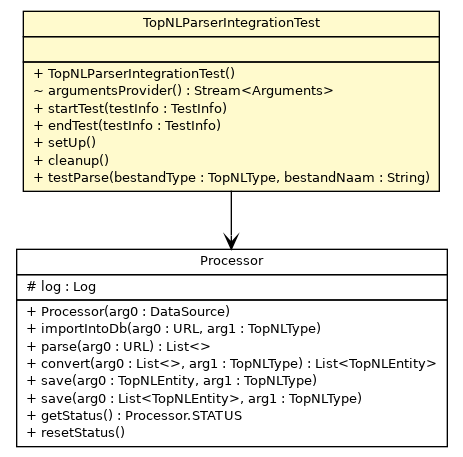 TopNLParserIntegrationTest
+ TopNLParserIntegrationTest()
~ argumentsProvider() : Stream<Arguments>
+ startTest(testInfo : TestInfo)
+ endTest(testInfo : TestInfo)
+ setUp()
+ cleanup()
+ testParse(bestandType : TopNLType, bestandNaam : String)
Processor
# log : Log
+ Processor(arg0 : DataSource)
+ importIntoDb(arg0 : URL, arg1 : TopNLType)
+ parse(arg0 : URL) : List<>
+ convert(arg0 : List<>, arg1 : TopNLType) : List<TopNLEntity>
+ save(arg0 : TopNLEntity, arg1 : TopNLType)
+ save(arg0 : List<TopNLEntity>, arg1 : TopNLType)
+ getStatus() : Processor.STATUS
+ resetStatus()